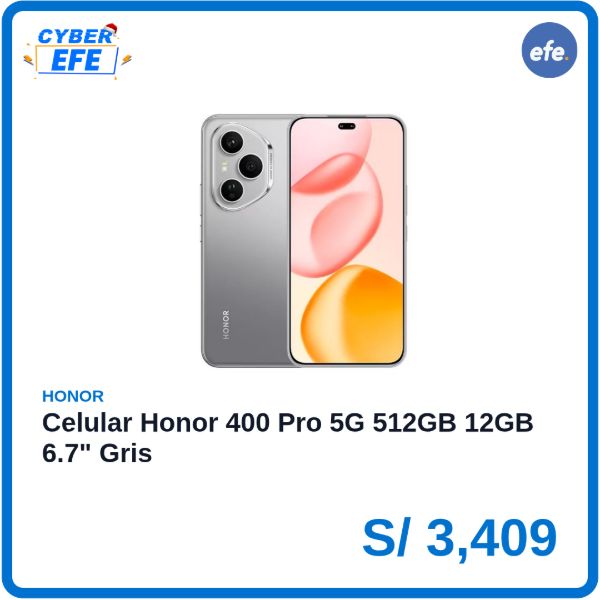 CYBER
EFE
efe.
HONOR
HONOR
Celular Honor 400 Pro 5G 512GB 12GB
6.7" Gris
S/ 3,409